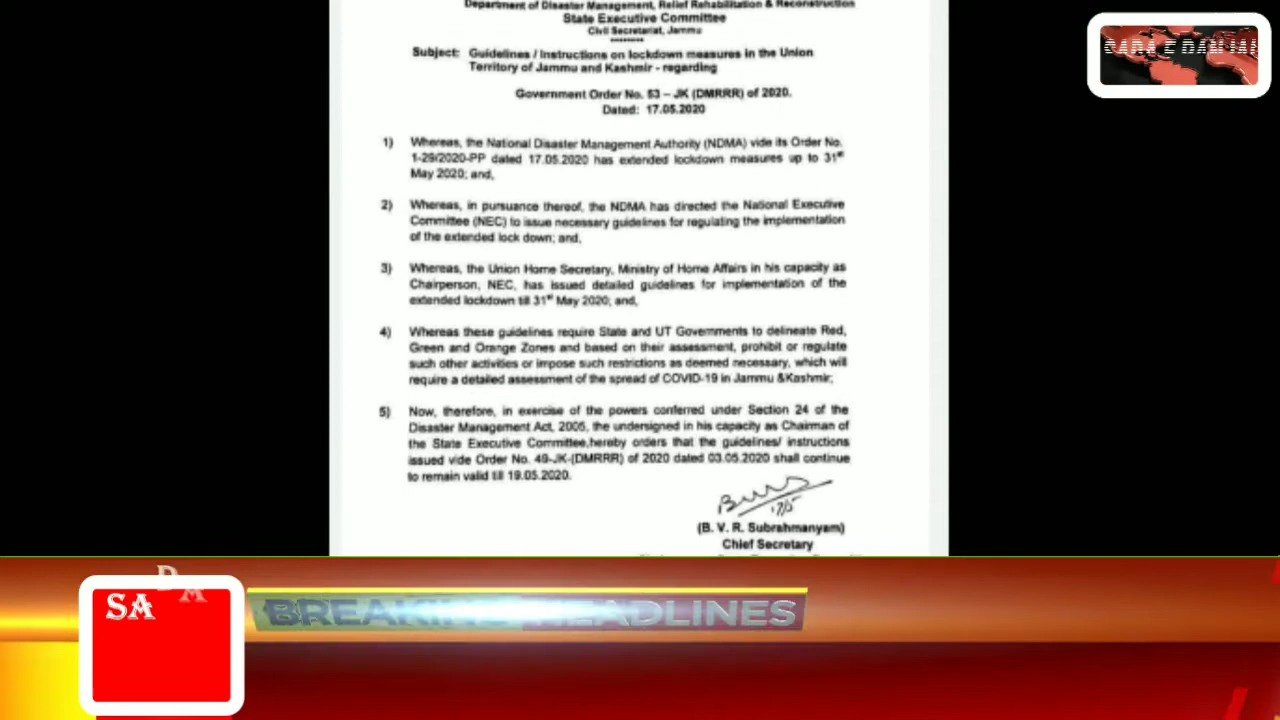 Department of Disaster Management, Relief Rehabilitation & Reconstruction
State Executive Committee
Civil Secretariat, Jammu
********
Subject: Guidelines / Instructions on lockdown measures in the Union
Territory of Jammu and Kashmir - regarding
Government Order No. 53 – JK (DMRRR) of 2020.
Dated: 17.05.2020
1) Whereas, the National Disaster Management Authority (NDMA) vide its Order No.
1-29/2020-PP dated 17.05.2020 has extended lockdown measures up to 31st
May 2020; and,
2) Whereas, in pursuance thereof, the NDMA has directed the National Executive
Committee (NEC) to issue necessary guidelines for regulating the implementation
of the extended lock down; and,
3) Whereas, the Union Home Secretary, Ministry of Home Affairs in his capacity as
Chairperson, NEC, has issued detailed guidelines for implementation of the
extended lockdown till 31st May 2020; and,
4) Whereas these guidelines require State and UT Governments to delineate Red,
Green and Orange Zones and based on their assessment, prohibit or regulate
such other activities or impose such restrictions as deemed necessary, which will
require a detailed assessment of the spread of COVID-19 in Jammu &Kashmir;
5) Now, therefore, in exercise of the powers conferred under Section 24 of the
Disaster Management Act, 2005, the undersigned in his capacity as Chairman of
the State Executive Committee,hereby orders that the guidelines/ instructions
issued vide Order No. 49-JK-(DMRRR) of 2020 dated 03.05.2020 shall continue
to remain valid till 19.05.2020.
17/5
(B. V. R. Subrahmanyam)
Chief Secretary
SA
DA
BREAKING HEADLINES